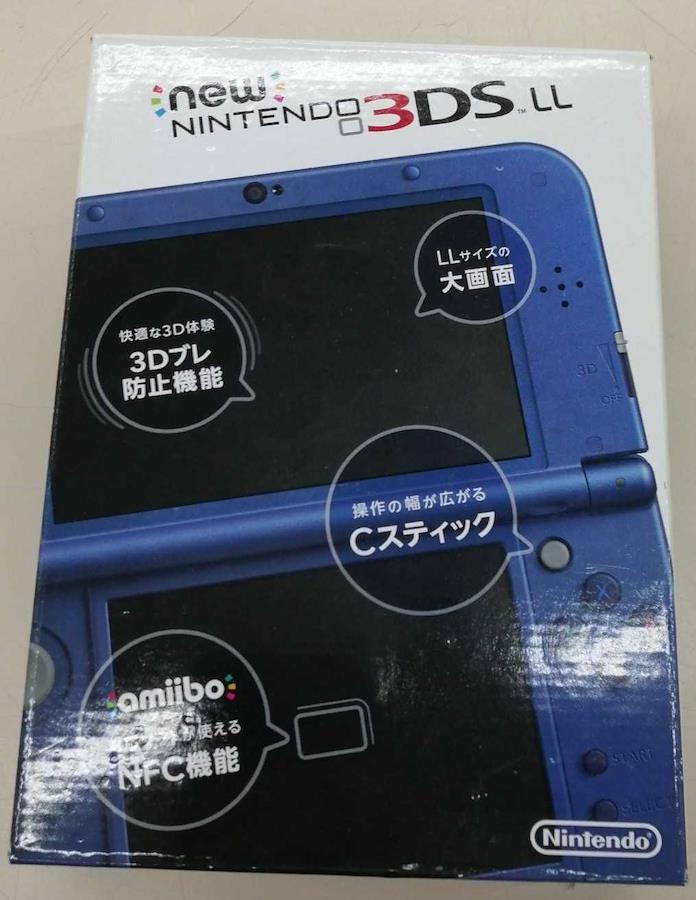 new
NINTENDO 3DS™ LL
LLサイズの
大画面
快適な3D体験
3Dブレ
防止機能
3D
OFF
操作の幅が広がる
Cスティック
X
amiibo
使える
NFC機能
START
SELECT
Nintendo